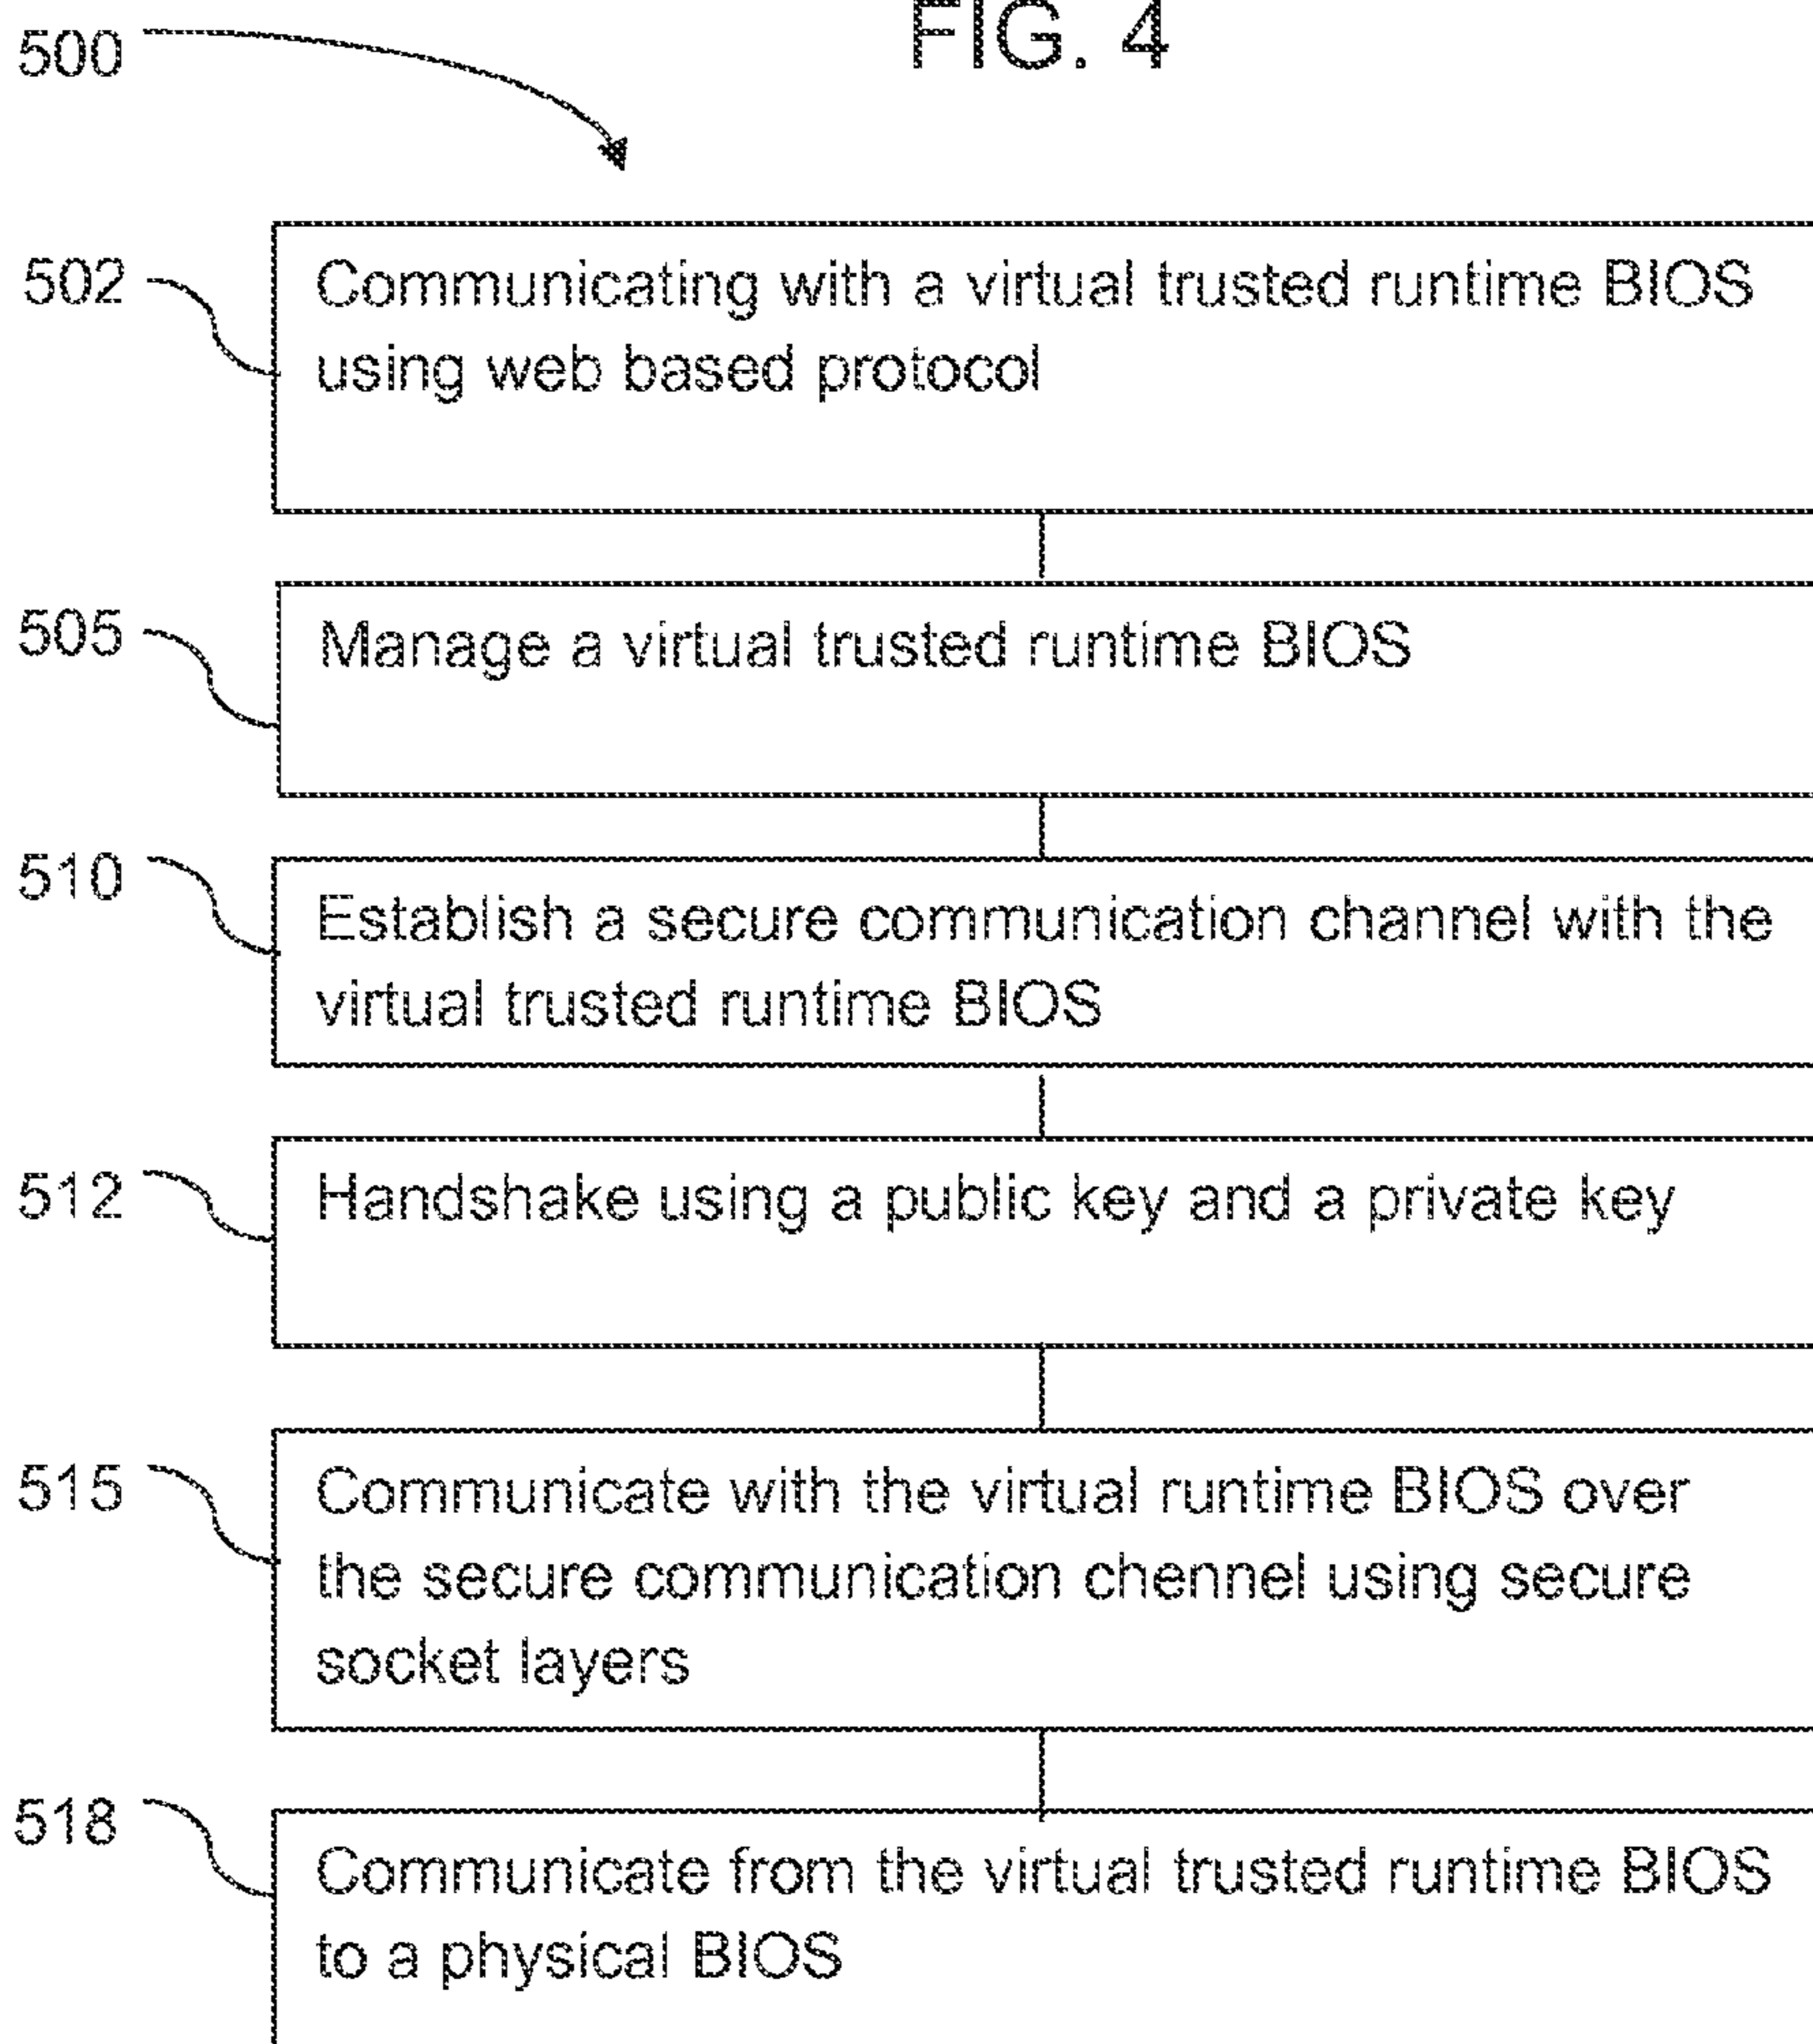 FIG. 4
500
502
Communicating with a virtual trusted runtime BIOS
using web based protocol
505
Manage a virtual trusted runtime BIOS
510
Establish a secure communication channel with the
virtual trusted runtime BIOS
512
Handshake using a public key and a private key
515
Communicate with the virtual runtime BIOS over
the secure communication chennel using secure
socket layers
518
Communicate from the virtual trusted runtime BIOS
to a physical BIOS